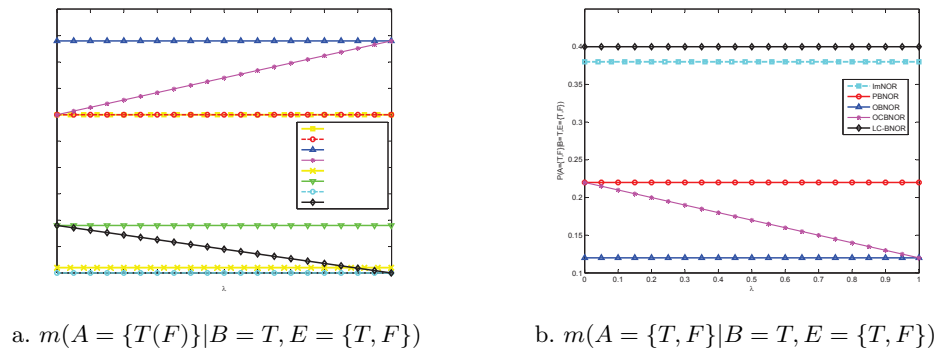 0.4
0.35
0.3
0.25
0.2
0.15
0.1
0 0.1 0.2 0.3 0.4 0.5 0.6 0.7 0.8 0.9 1
λ
λ
P(A={T,F}|B=T,E={T,F})
ImNOR
PBNOR
OBNOR
OCBNOR
LC-BNOR
a. m(A = {T(F)}|B = T, E = {T, F})
b. m(A = {T, F}|B = T, E = {T, F})